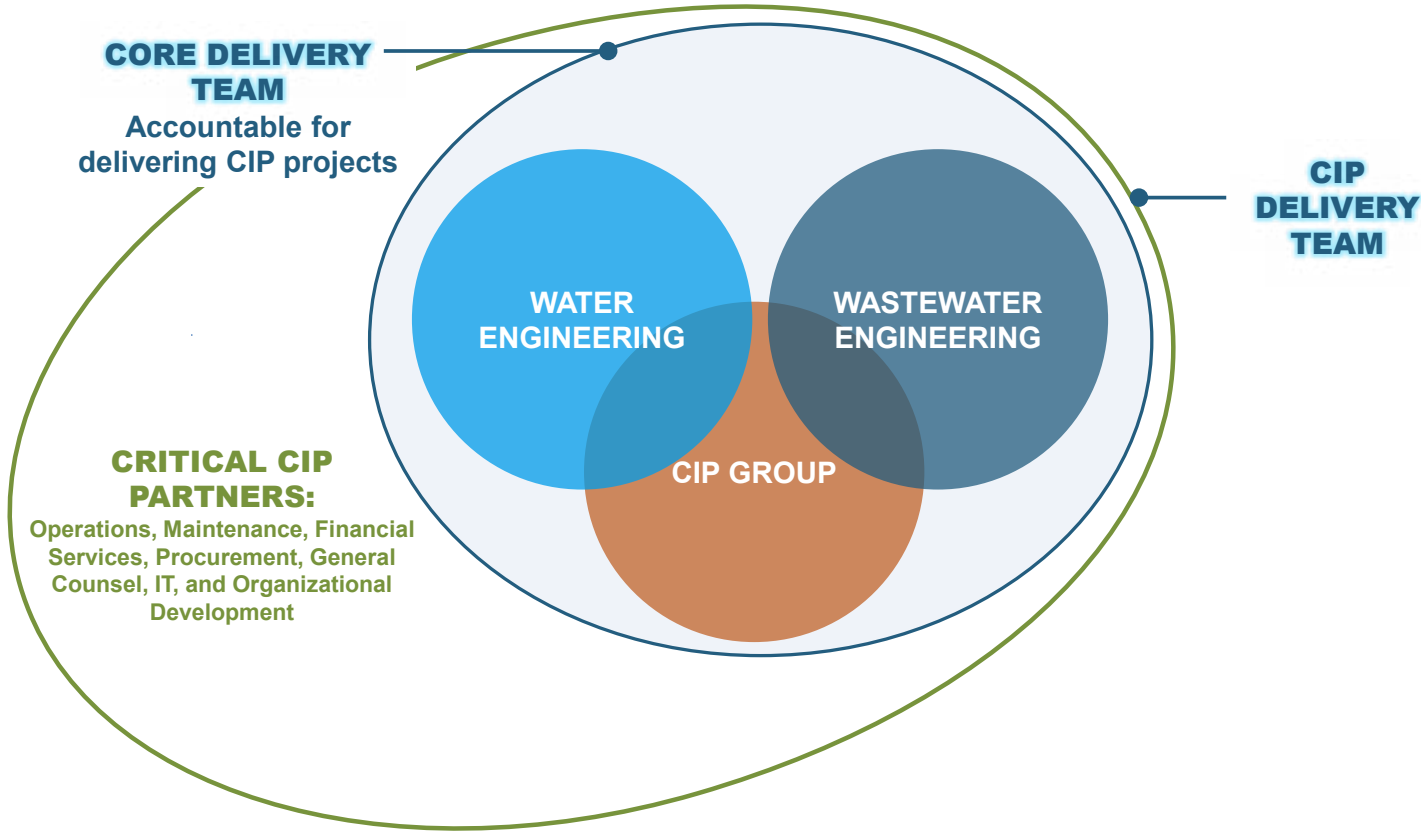 CORE DELIVERY
TEAM
Accountable for
delivering CIP projects
CIP
DELIVERY
TEAM
WATER
ENGINEERING
WASTEWATER
ENGINEERING
CIP GROUP
CRITICAL CIP
PARTNERS:
Operations, Maintenance, Financial
Services, Procurement, General
Counsel, IT, and Organizational
Development